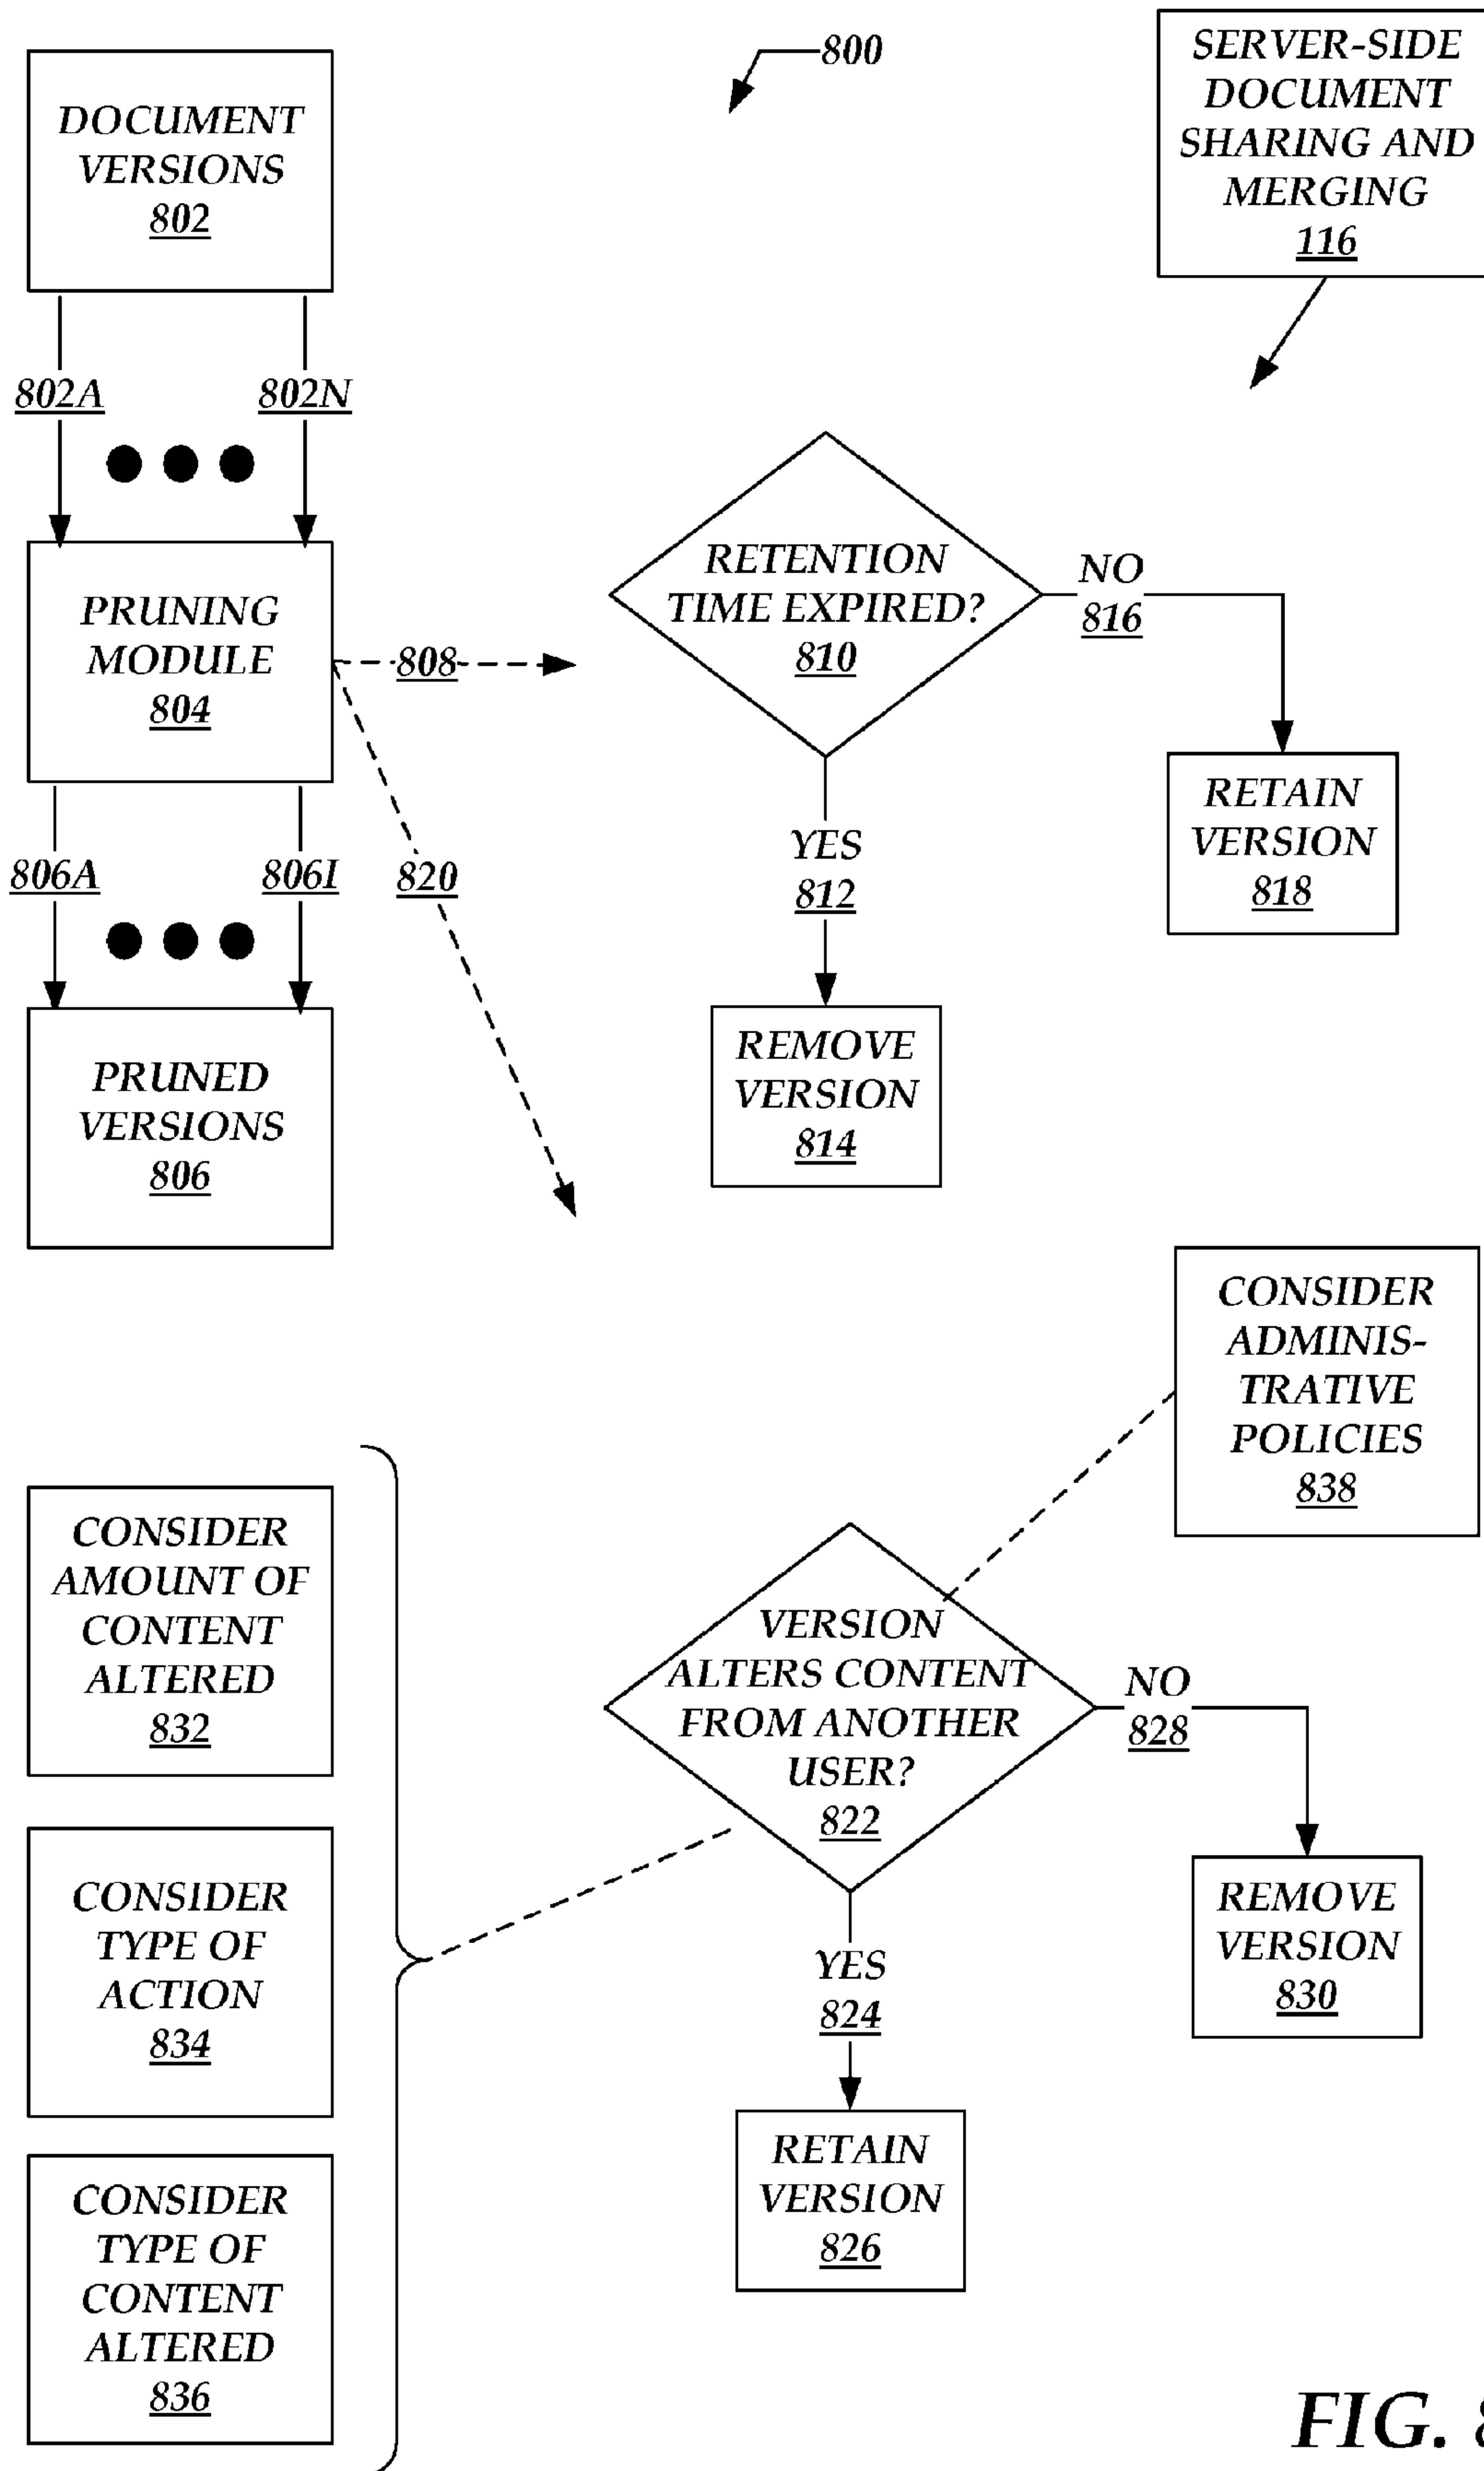 DOCUMENT
VERSIONS
802
800
SERVER-SIDE
DOCUMENT
SHARING AND
MERGING
116
802A
802N
PRUNING
MODULE
804
808
RETENTION
TIME EXPIRED?
810
NO
816
RETAIN
VERSION
818
YES
812
REMOVE
VERSION
814
806A
806I
820
PRUNED
VERSIONS
806
CONSIDER
ADMINIS-
TRATIVE
POLICIES
838
CONSIDER
AMOUNT OF
CONTENT
ALTERED
832
VERSION
ALTERS CONTENT
FROM ANOTHER
USER?
822
NO
828
REMOVE
VERSION
830
CONSIDER
TYPE OF
ACTION
834
YES
824
RETAIN
VERSION
826
CONSIDER
TYPE OF
CONTENT
ALTERED
836
FIG. 8